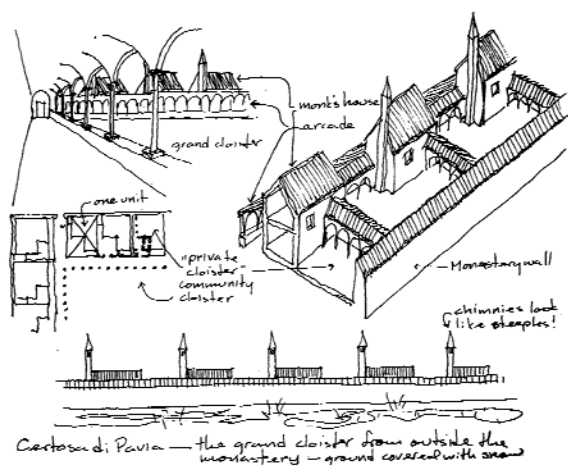 monk's house
arcade
grand cloister
one unit
"private
cloister"
community
cloister
Monastery wall
chimnies look
like steeples!
Certosa di Pavia — the grand cloister from outside the
monastery — ground covered with snow